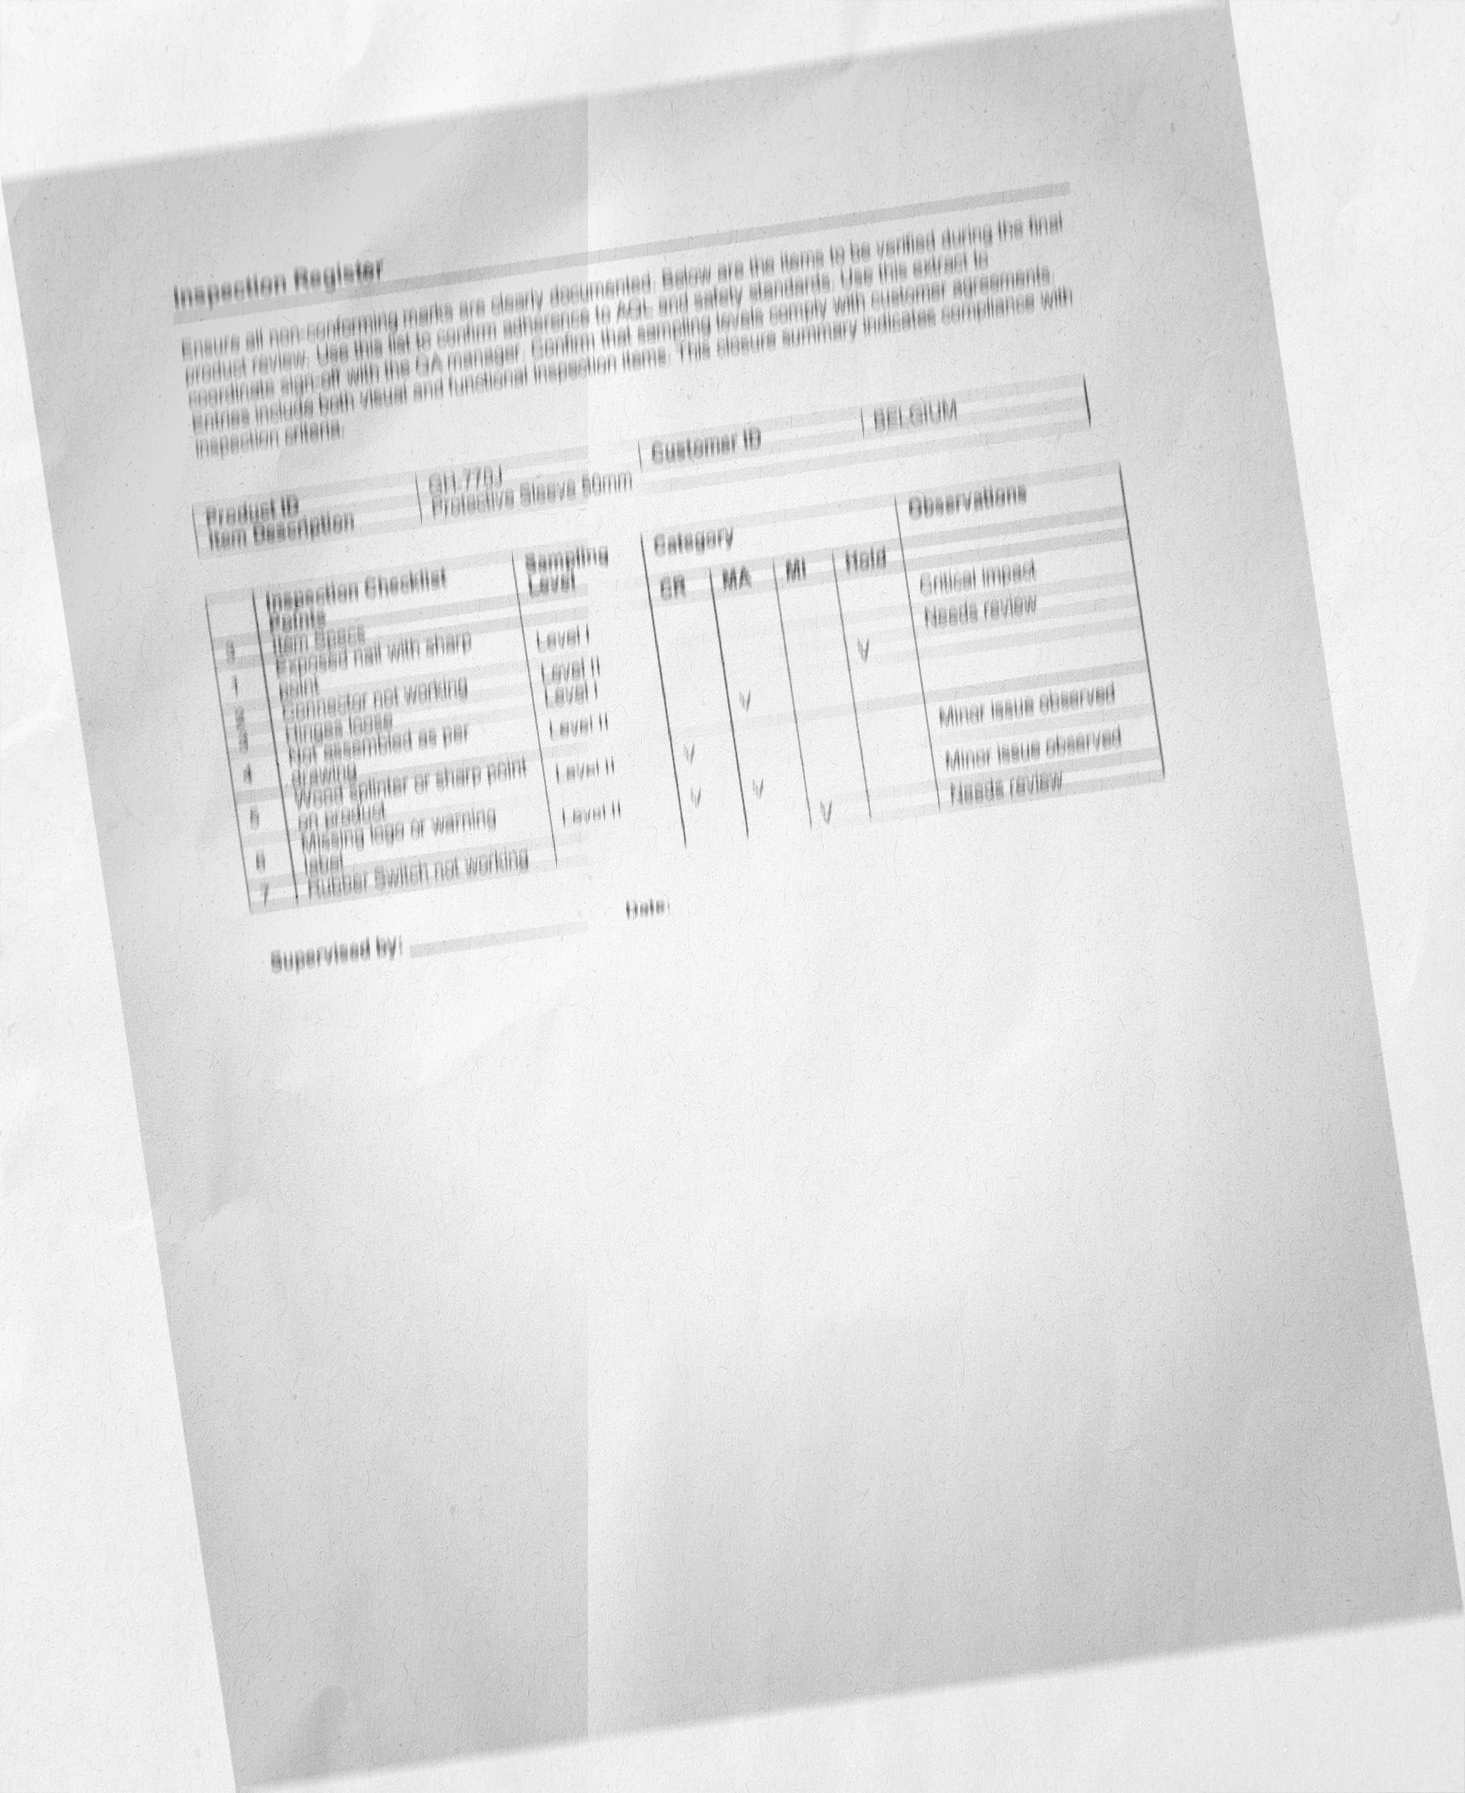 Inspection Register
Ensure all non-conforming marks are clearly documented. Below are the items to be verified during the final
product review. Use this list to confirm adherence to AQL and safety standards. Use this extract to
coordinate sign-off with the QA manager. Confirm that sampling levels comply with customer agreements.
Entries include both visual and functional inspection items. This closure summary indicates compliance with
inspection criteria.
Product ID Customer ID BELGIUM
Item Description Protective Sleeve 50mm
Inspection Checklist Points Sampling Level Category Observations
CR MA MI Hold
Item Specs
1 Exposed nail with sharp point Level I V Critical impact
2 Connector not working Level II Needs review
3 Hinges loose Level I V
4 Not assembled as per drawing Level II V Minor issue observed
5 Wood splinter or sharp point on product Level II V V Minor issue observed
6 Missing logo or warning label Level II V Needs review
7 Rubber Switch not working
Supervised by: Date: